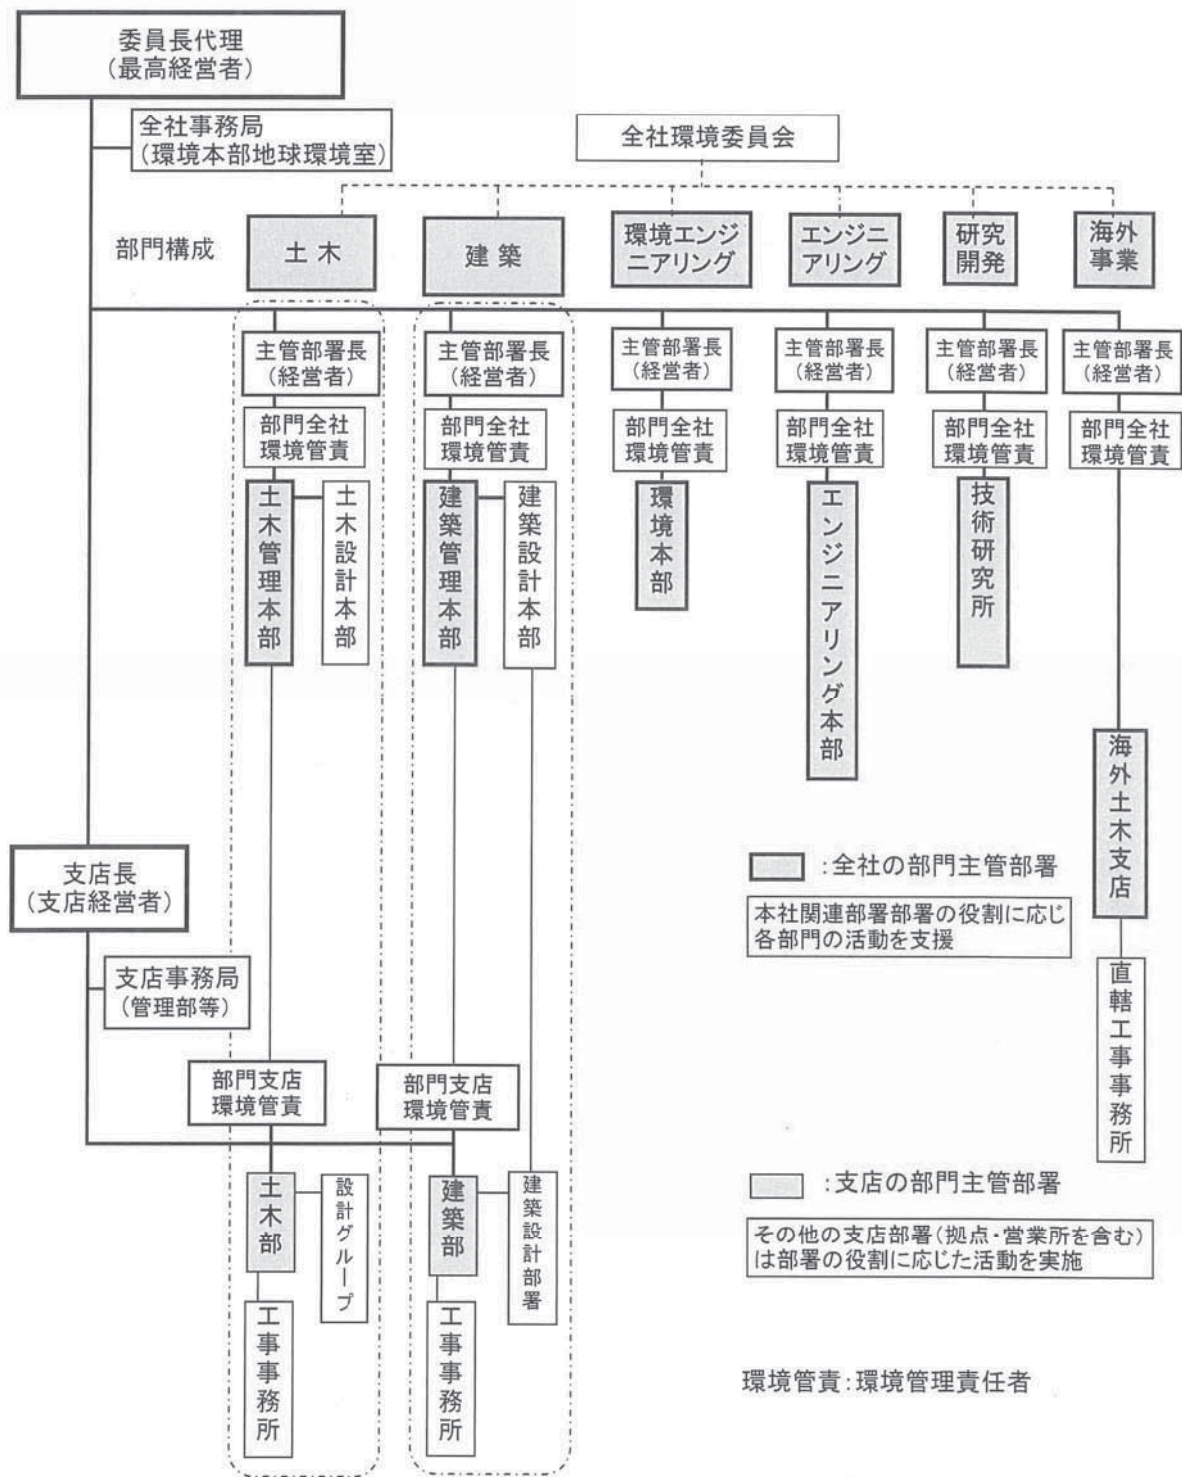 委員長代理
(最高経営者)
全社事務局
(環境本部地球環境室)
全社環境委員会
部門構成
土木
建築
環境エンジ
ニアリング
エンジニ
アリング
研究
開発
海外
事業
主管部署長
(経営者)
主管部署長
(経営者)
主管部署長
(経営者)
主管部署長
(経営者)
主管部署長
(経営者)
主管部署長
(経営者)
部門全社
環境管責
部門全社
環境管責
部門全社
環境管責
部門全社
環境管責
部門全社
環境管責
部門全社
環境管責
土木管理本部
土木設計本部
建築管理本部
建築設計本部
環境本部
エンジニアリング本部
技術研究所
海外土木支店
直轄工事事務所
支店長
(支店経営者)
支店事務局
(管理部等)
部門支店
環境管責
部門支店
環境管責
土木部
設計グループ
建築部
建築設計部署
工事事務所
工事事務所
:全社の部門主管部署
本社関連部署部署の役割に応じ
各部門の活動を支援
:支店の部門主管部署
その他の支店部署(拠点・営業所を含む)
は部署の役割に応じた活動を実施
環境管責:環境管理責任者